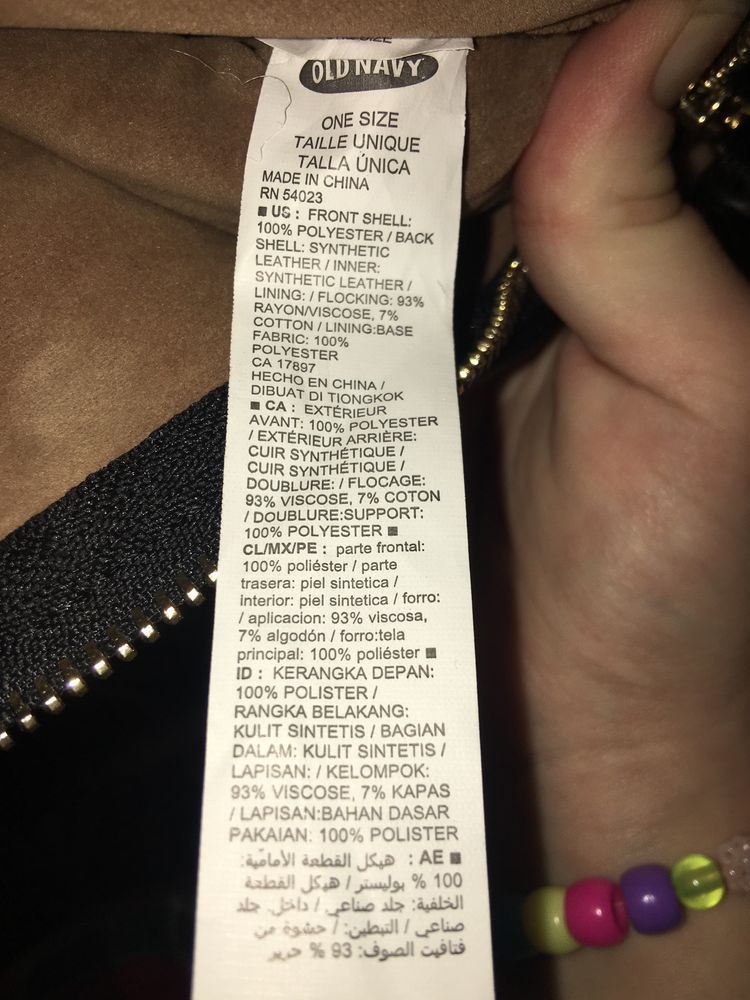 OLD NAVY
ONE SIZE
TAILLE UNIQUE
TALLA ÚNICA
MADE IN CHINA
RN 54023
■ US : FRONT SHELL:
100% POLYESTER / BACK
SHELL: SYNTHETIC
LEATHER / INNER:
SYNTHETIC LEATHER /
LINING: / FLOCKING: 93%
RAYON/VISCOSE, 7%
COTTON / LINING:BASE
FABRIC: 100%
POLYESTER
CA 17897
HECHO EN CHINA /
DIBUAT DI TIONGKOK
■ CA : EXTÉRIEUR
AVANT: 100% POLYESTER
/ EXTÉRIEUR ARRIÈRE:
CUIR SYNTHÉTIQUE /
CUIR SYNTHÉTIQUE /
DOUBLURE: / FLOCAGE:
93% VISCOSE, 7% COTON
/ DOUBLURE:SUPPORT:
100% POLYESTER ■
CL/MX/PE : parte frontal:
100% poliéster / parte
trasera: piel sintetica /
interior: piel sintetica / forro:
/ aplicacion: 93% viscosa,
7% algodón / forro:tela
principal: 100% poliéster ■
ID : KERANGKA DEPAN:
100% POLISTER /
RANGKA BELAKANG:
KULIT SINTETIS / BAGIAN
DALAM: KULIT SINTETIS /
LAPISAN: / KELOMPOK:
93% VISCOSE, 7% KAPAS
/ LAPISAN:BAHAN DASAR
PAKAIAN: 100% POLISTER
■ AE : هيكل القطعة الأمامية:
100 % بوليستر / هيكل القطعة
الخلفية: جلد صناعي / داخل: جلد
صناعي / التبطين: / حشوة من
فتافيت الصوف: 93 % حرير